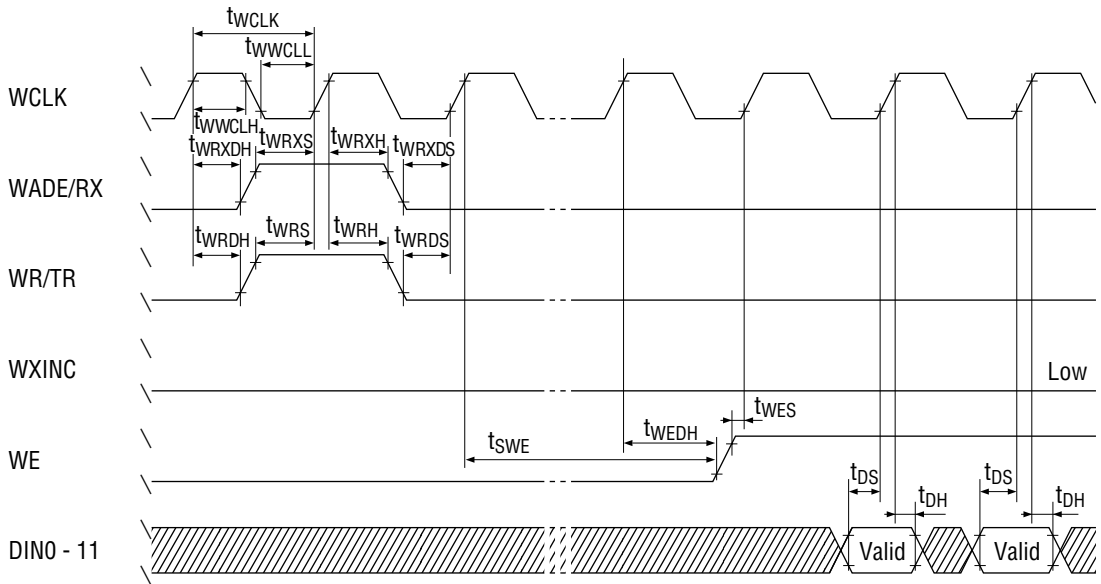 tWCLK
tWWCLL
WCLK
tWWCLH
tWRXDH tWRXS tWRXH tWRXDS
WADE/RX
tWRDH tWRS tWRH tWRDS
WR/TR
WXINC
Low
tWES
tWEDH
tSWE
WE
tDS tDH tDS tDH
DIN0 - 11
Valid Valid